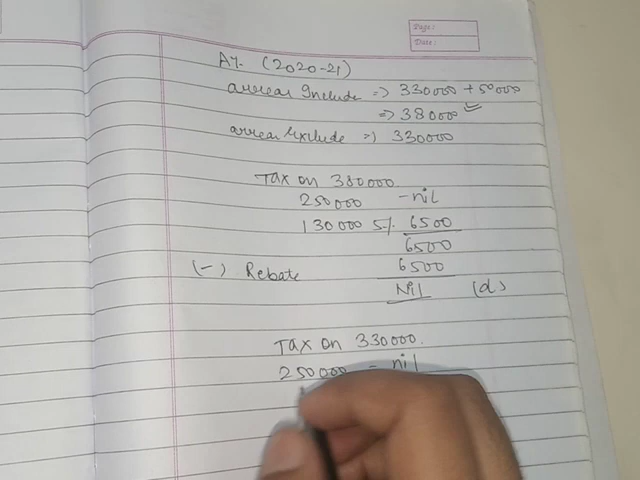 Page:
Date:
AY- (2020-21)
arrear Include => 330000 + 50000
=> 380000
arrear Exclude => 330000
Tax on 380000
250000 - nil
130000 5% 6500
6500
(-) Rebate 6500
Nil (d)
Tax on 330000.
250000 - nil